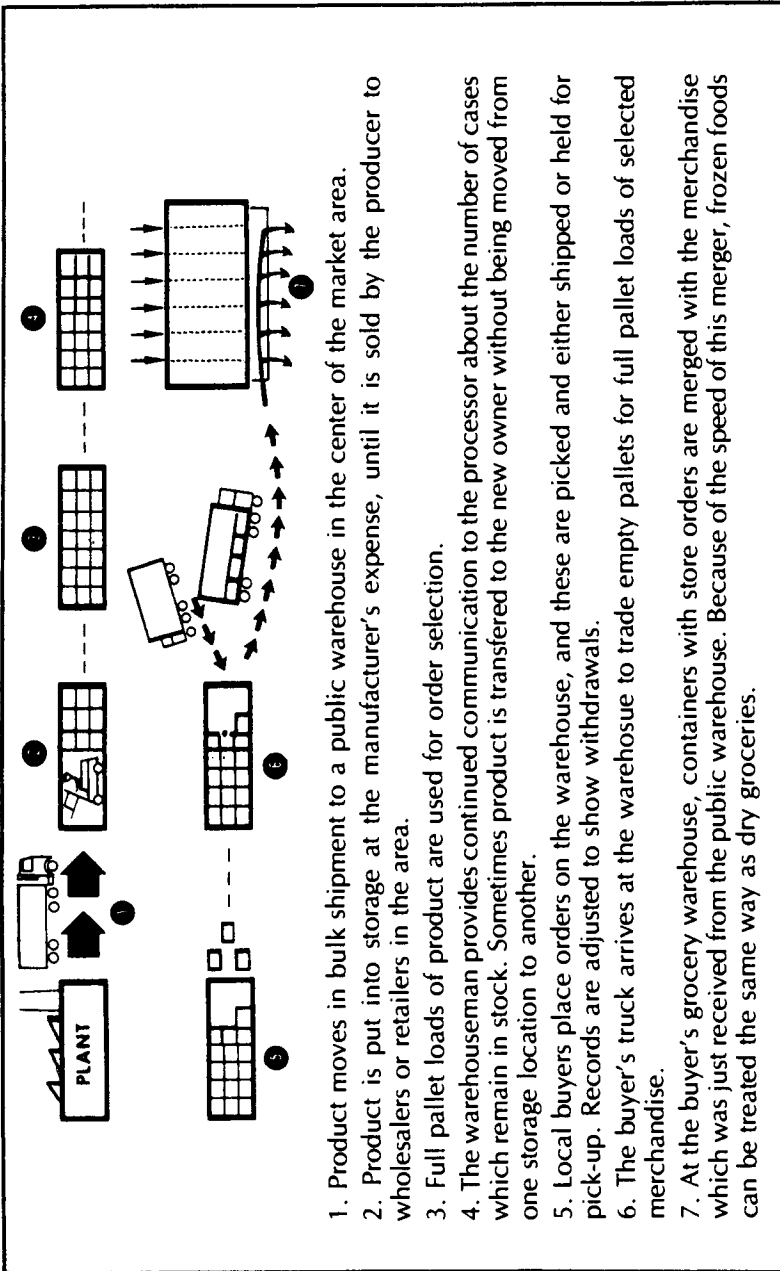 PLANT
1
2
3
4
5
6
7
1. Product moves in bulk shipment to a public warehouse in the center of the market area.
2. Product is put into storage at the manufacturer's expense, until it is sold by the producer to
wholesalers or retailers in the area.
3. Full pallet loads of product are used for order selection.
4. The warehouseman provides continued communication to the processor about the number of cases
which remain in stock. Sometimes product is transfered to the new owner without being moved from
one storage location to another.
5. Local buyers place orders on the warehouse, and these are picked and either shipped or held for
pick-up. Records are adjusted to show withdrawals.
6. The buyer's truck arrives at the warehosue to trade empty pallets for full pallet loads of selected
merchandise.
7. At the buyer's grocery warehouse, containers with store orders are merged with the merchandise
which was just received from the public warehouse. Because of the speed of this merger, frozen foods
can be treated the same way as dry groceries.